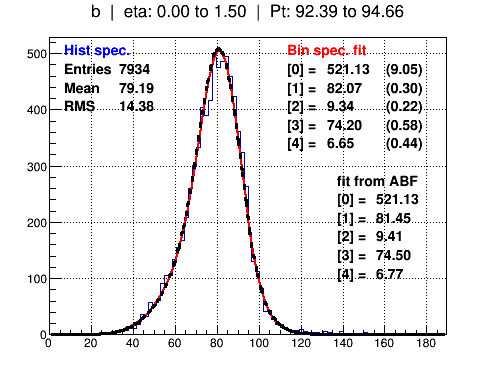 b | eta: 0.00 to 1.50 | Pt: 92.39 to 94.66
Hist spec.
Entries 7934
Mean 79.19
RMS 14.38
Bin spec. fit
[0] = 521.13 (9.05)
[1] = 82.07 (0.30)
[2] = 9.34 (0.22)
[3] = 74.20 (0.58)
[4] = 6.65 (0.44)
fit from ABF
[0] = 521.13
[1] = 81.45
[2] = 9.41
[3] = 74.50
[4] = 6.77
500
400
300
200
100
0
0 20 40 60 80 100 120 140 160 180